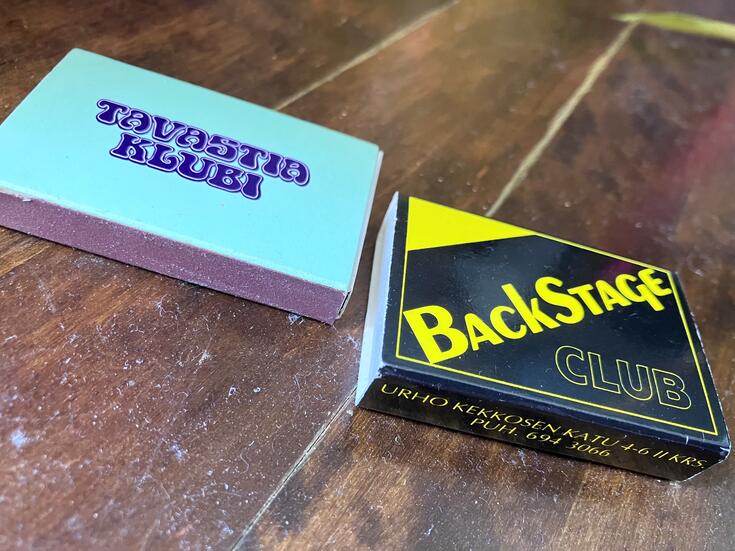 TAVASTIA
KLUBI
BACKSTAGE
CLUB
URHO KEKKOSEN KATU 4-6 II KRS.
PUH. 694 3066